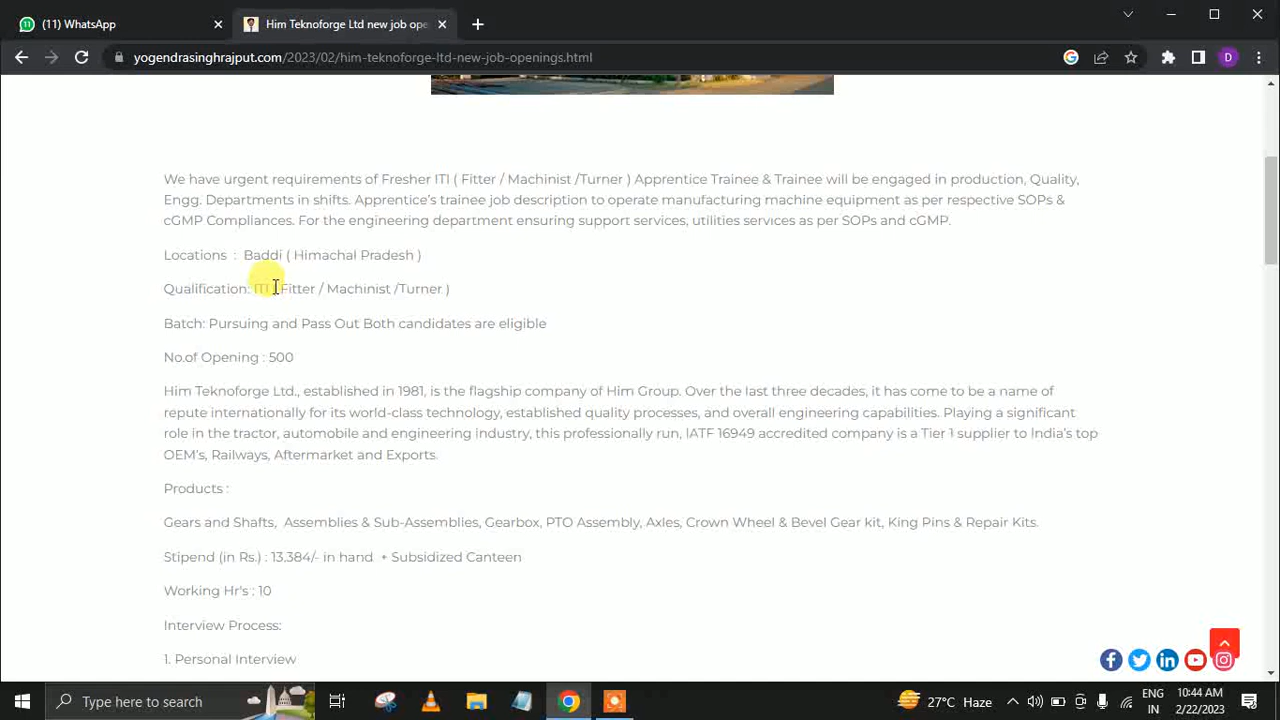 (11) WhatsApp
Him Teknoforge Ltd new job ope
yogendrasinghrajput.com/2023/02/him-teknoforge-ltd-new-job-openings.html
D
We have urgent requirements of Fresher ITI ( Fitter / Machinist /Turner ) Apprentice Trainee & Trainee will be engaged in production, Quality,
Engg. Departments in shifts. Apprentice's trainee job description to operate manufacturing machine equipment as per respective SOPs &
cGMP Compliances. For the engineering department ensuring support services, utilities services as per SOPs and cGMP.
Locations : Baddi ( Himachal Pradesh )
Qualification: ITI ( Fitter / Machinist /Turner )
Batch: Pursuing and Pass Out Both candidates are eligible
No.of Opening : 500
Him Teknoforge Ltd., established in 1981, is the flagship company of Him Group. Over the last three decades, it has come to be a name of
repute internationally for its world-class technology, established quality processes, and overall engineering capabilities. Playing a significant
role in the tractor, automobile and engineering industry, this professionally run, IATF 16949 accredited company is a Tier 1 supplier to India's top
OEM's, Railways, Aftermarket and Exports.
Products :
Gears and Shafts, Assemblies & Sub-Assemblies, Gearbox, PTO Assembly, Axles, Crown Wheel & Bevel Gear kit, King Pins & Repair Kits.
Stipend (in Rs.) : 13,384/- in hand + Subsidized Canteen
Working Hr's : 10
Interview Process:
1. Personal Interview
Type here to search
27°C Haze
ENG
IN
10:44 AM
2/22/2023